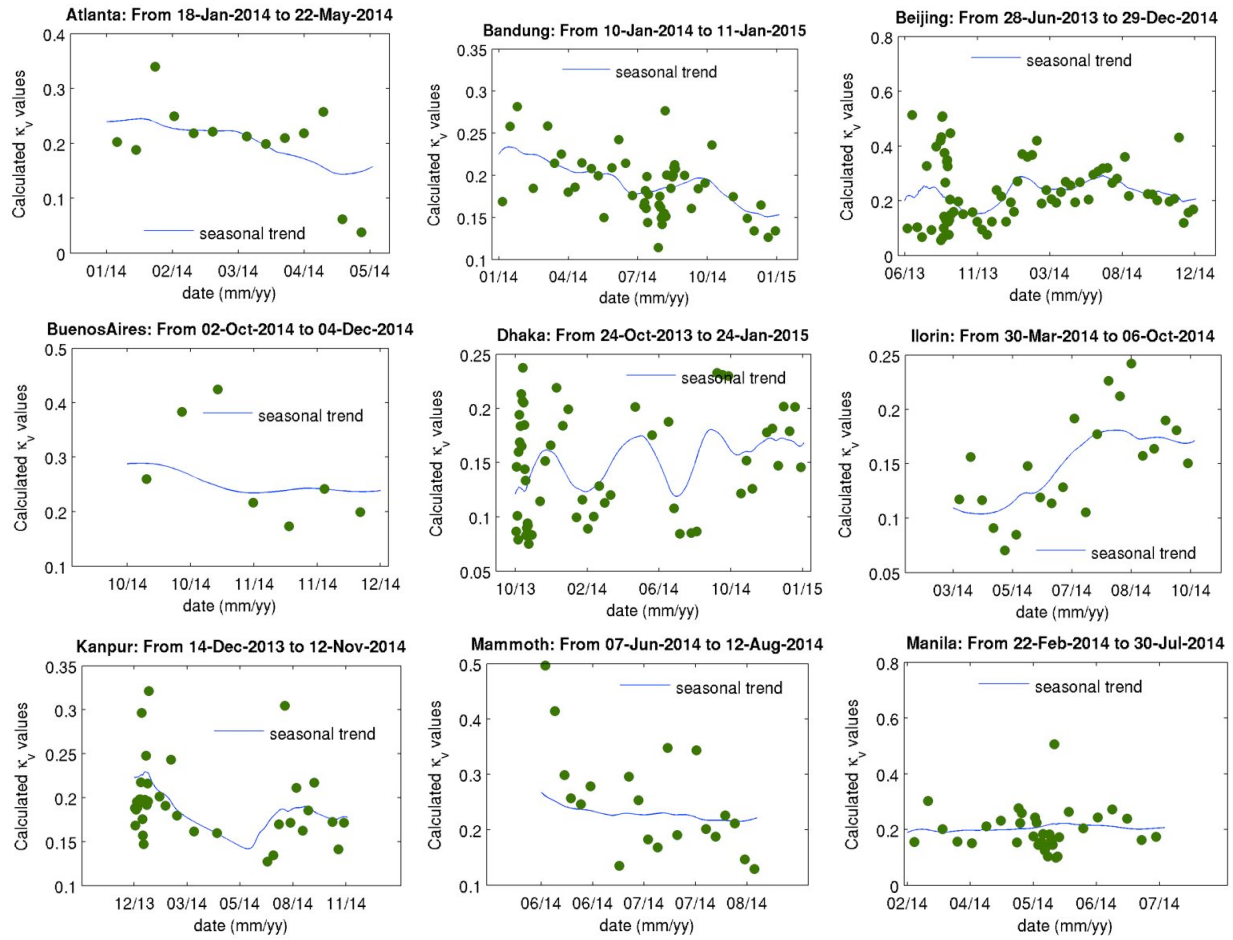 Atlanta: From 18-Jan-2014 to 22-May-2014
0.4
0.3
0.2
0.1
0
Calculated κv values
seasonal trend
01/14 02/14 03/14 04/14 05/14
date (mm/yy)
Bandung: From 10-Jan-2014 to 11-Jan-2015
0.35
0.3
0.25
0.2
0.15
0.1
Calculated κv values
seasonal trend
01/14 04/14 07/14 10/14 01/15
date (mm/yy)
Beijing: From 28-Jun-2013 to 29-Dec-2014
0.8
0.6
0.4
0.2
0
Calculated κv values
seasonal trend
06/13 11/13 03/14 08/14 12/14
date (mm/yy)
BuenosAires: From 02-Oct-2014 to 04-Dec-2014
0.5
0.4
0.3
0.2
0.1
Calculated κv values
seasonal trend
10/14 10/14 11/14 11/14 12/14
date (mm/yy)
Dhaka: From 24-Oct-2013 to 24-Jan-2015
0.25
0.2
0.15
0.1
0.05
Calculated κv values
seasonal trend
10/13 02/14 06/14 10/14 01/15
date (mm/yy)
Ilorin: From 30-Mar-2014 to 06-Oct-2014
0.25
0.2
0.15
0.1
0.05
Calculated κv values
seasonal trend
03/14 05/14 07/14 08/14 10/14
date (mm/yy)
Kanpur: From 14-Dec-2013 to 12-Nov-2014
0.35
0.3
0.25
0.2
0.15
0.1
Calculated κv values
seasonal trend
12/13 03/14 05/14 08/14 11/14
date (mm/yy)
Mammoth: From 07-Jun-2014 to 12-Aug-2014
0.5
0.4
0.3
0.2
0.1
Calculated κv values
seasonal trend
06/14 06/14 07/14 07/14 08/14
date (mm/yy)
Manila: From 22-Feb-2014 to 30-Jul-2014
0.8
0.6
0.4
0.2
0
Calculated κv values
seasonal trend
02/14 04/14 05/14 06/14 07/14
date (mm/yy)